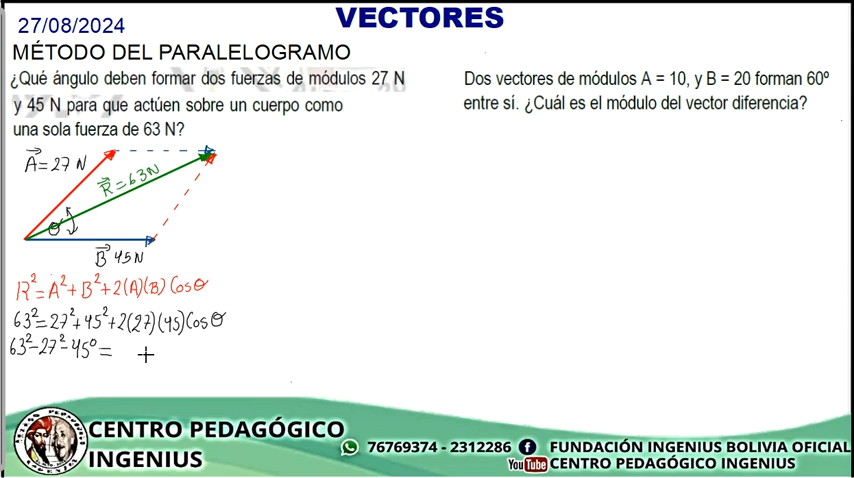 VECTORES
27/08/2024
MÉTODO DEL PARALELOGRAMO
¿Qué ángulo deben formar dos fuerzas de módulos 27 N
y 45 N para que actúen sobre un cuerpo como
una sola fuerza de 63 N?
A⃗ = 27 N
R⃗ = 63 N
θ
B⃗ 45N
R² = A² + B² + 2(A)(B) Cosθ
63² = 27² + 45² + 2(27)(45) Cosθ
63² - 27² - 45⁰ =
Dos vectores de módulos A = 10, y B = 20 forman 60º
entre sí. ¿Cuál es el módulo del vector diferencia?
CENTRO PEDAGÓGICO
INGENIUS
76769374 - 2312286
FUNDACIÓN INGENIUS BOLIVIA OFICIAL
YouTube CENTRO PEDAGÓGICO INGENIUS